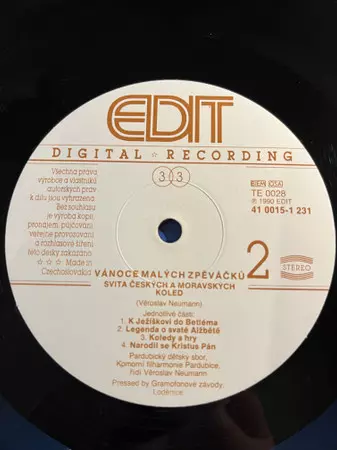 EDIT
DIGITAL ☆ RECORDING
33
Všechna práva
výrobce a vlastníků
autorských prav
k dílu jsou vyhrazena
Bez souhlasu
je výroba kopií,
pronájem, půjčování,
veřejné provozování
a rozhlasové šíření
této desky zakázáno
☆ ☆ ☆ Made in
Czechoslovakia
BIEM OSA
TE 0028
℗ 1990 EDIT
41 0015-1 231
2
STEREO
VÁNOCE MALÝCH ZPĚVÁČKŮ
SVITA ČESKÝCH A MORAVSKÝCH
KOLED
(Věroslav Neumann)
Jednotlivé části:
1. K Ježíškovi do Betléma
2. Legenda o svaté Alžbětě
3. Koledy a hry
4. Narodil se Kristus Pán
Pardubický dětský sbor,
Komorní filharmonie Pardubice,
řídí Věroslav Neumann
Pressed by Gramofonové závody,
Loděnice